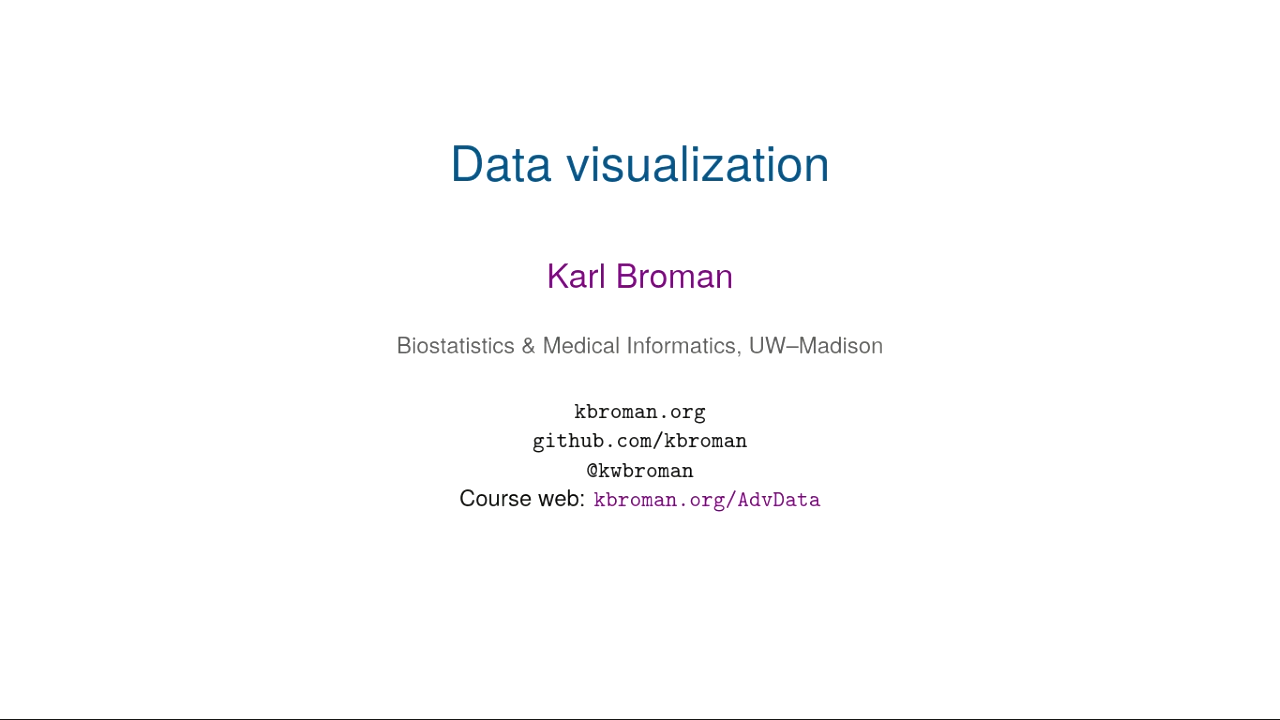 Data visualization
Karl Broman
Biostatistics & Medical Informatics, UW–Madison
kbroman.org
github.com/kbroman
@kwbroman
Course web: kbroman.org/AdvData